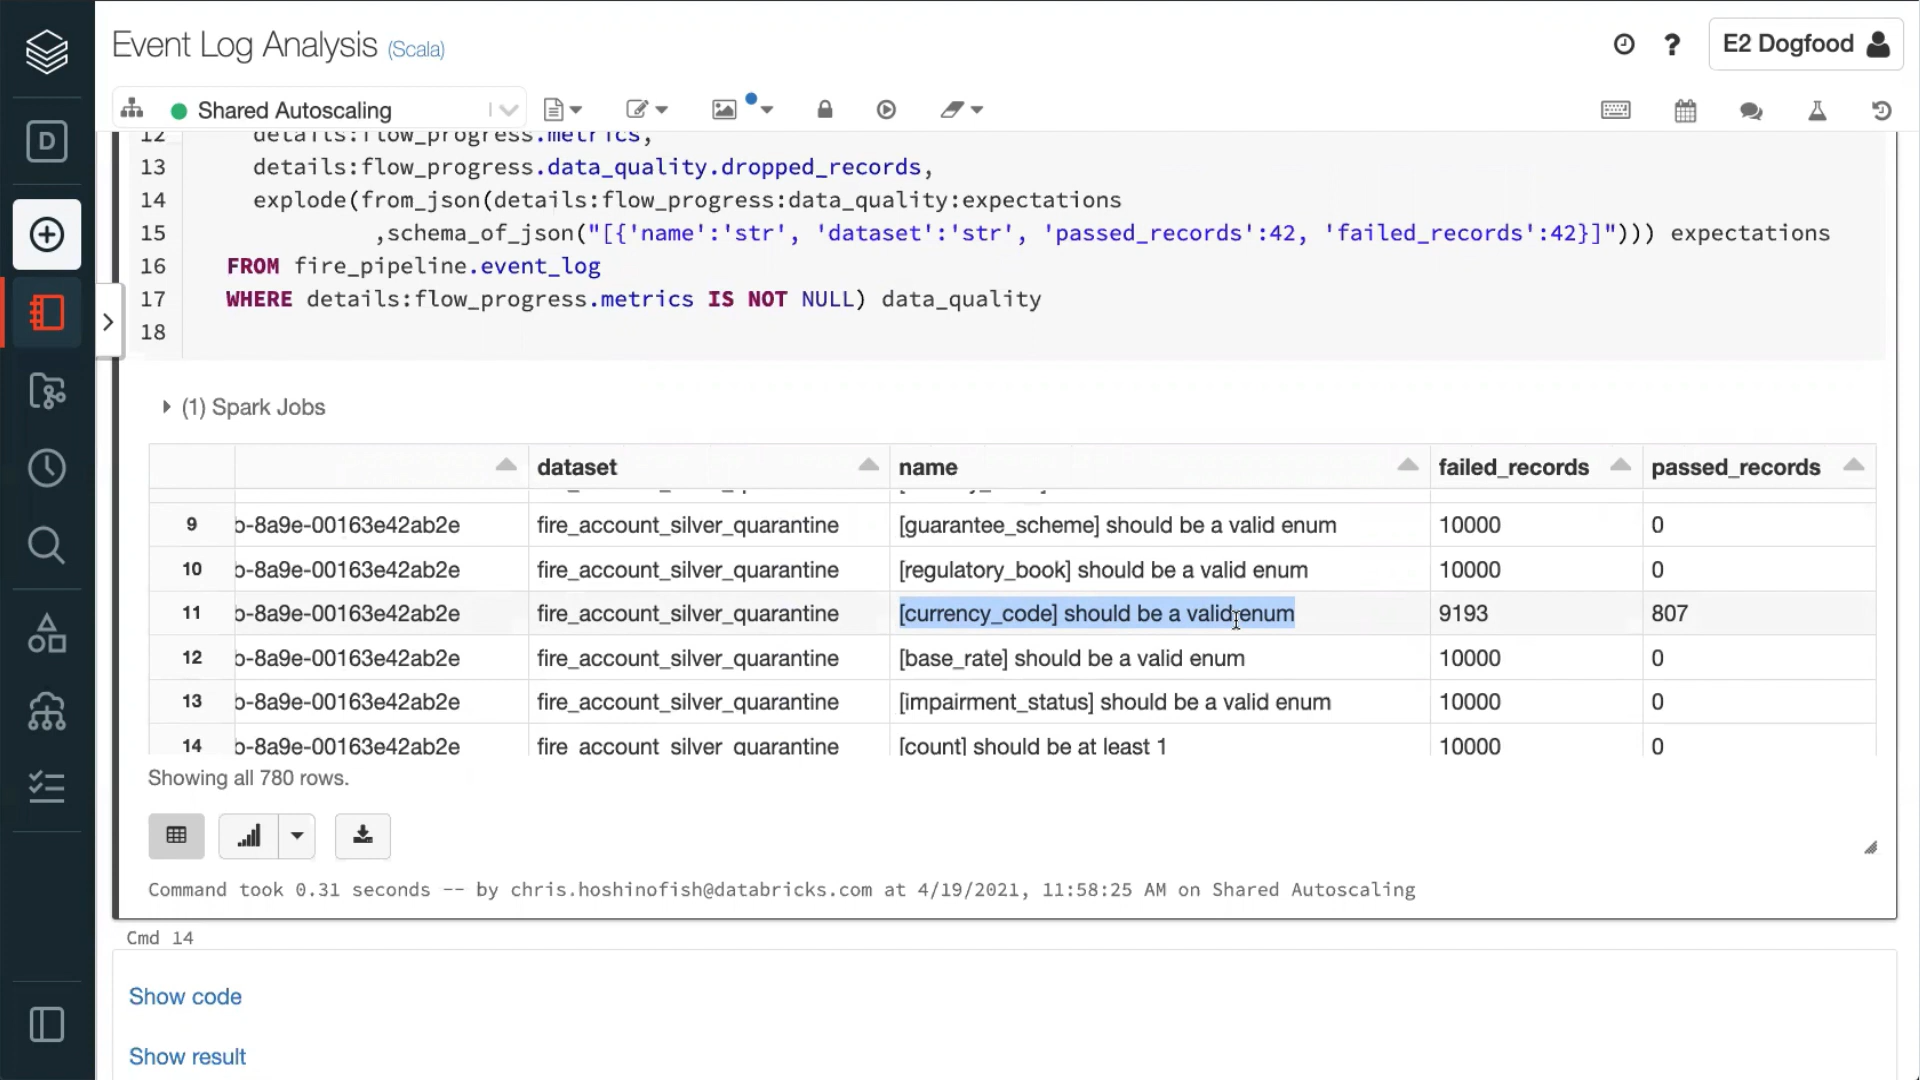 Event Log Analysis (Scala)
? E2 Dogfood
Shared Autoscaling
D
12 details:flow_progress.metrics,
13 details:flow_progress.data_quality.dropped_records,
14 explode(from_json(details:flow_progress:data_quality:expectations
15 ,schema_of_json("[{'name':'str', 'dataset':'str', 'passed_records':42, 'failed_records':42}]"))) expectations
16 FROM fire_pipeline.event_log
17 WHERE details:flow_progress.metrics IS NOT NULL) data_quality
18
(1) Spark Jobs
dataset name failed_records passed_records
9 b-8a9e-00163e42ab2e fire_account_silver_quarantine [guarantee_scheme] should be a valid enum 10000 0
10 b-8a9e-00163e42ab2e fire_account_silver_quarantine [regulatory_book] should be a valid enum 10000 0
11 b-8a9e-00163e42ab2e fire_account_silver_quarantine [currency_code] should be a valid enum 9193 807
12 b-8a9e-00163e42ab2e fire_account_silver_quarantine [base_rate] should be a valid enum 10000 0
13 b-8a9e-00163e42ab2e fire_account_silver_quarantine [impairment_status] should be a valid enum 10000 0
14 b-8a9e-00163e42ab2e fire_account_silver_quarantine [count] should be at least 1 10000 0
Showing all 780 rows.
Command took 0.31 seconds -- by chris.hoshinofish@databricks.com at 4/19/2021, 11:58:25 AM on Shared Autoscaling
Cmd 14
Show code
Show result